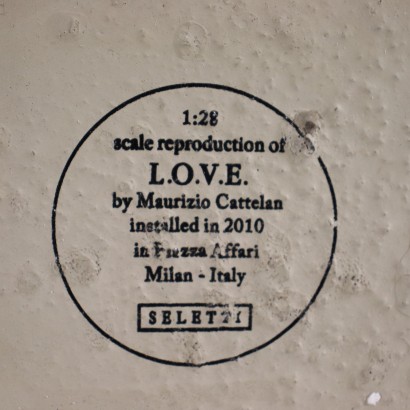 1:28
scale reproduction of
L.O.V.E.
by Maurizio Cattelan
installed in 2010
in Piazza Affari
Milan - Italy
SELETTI